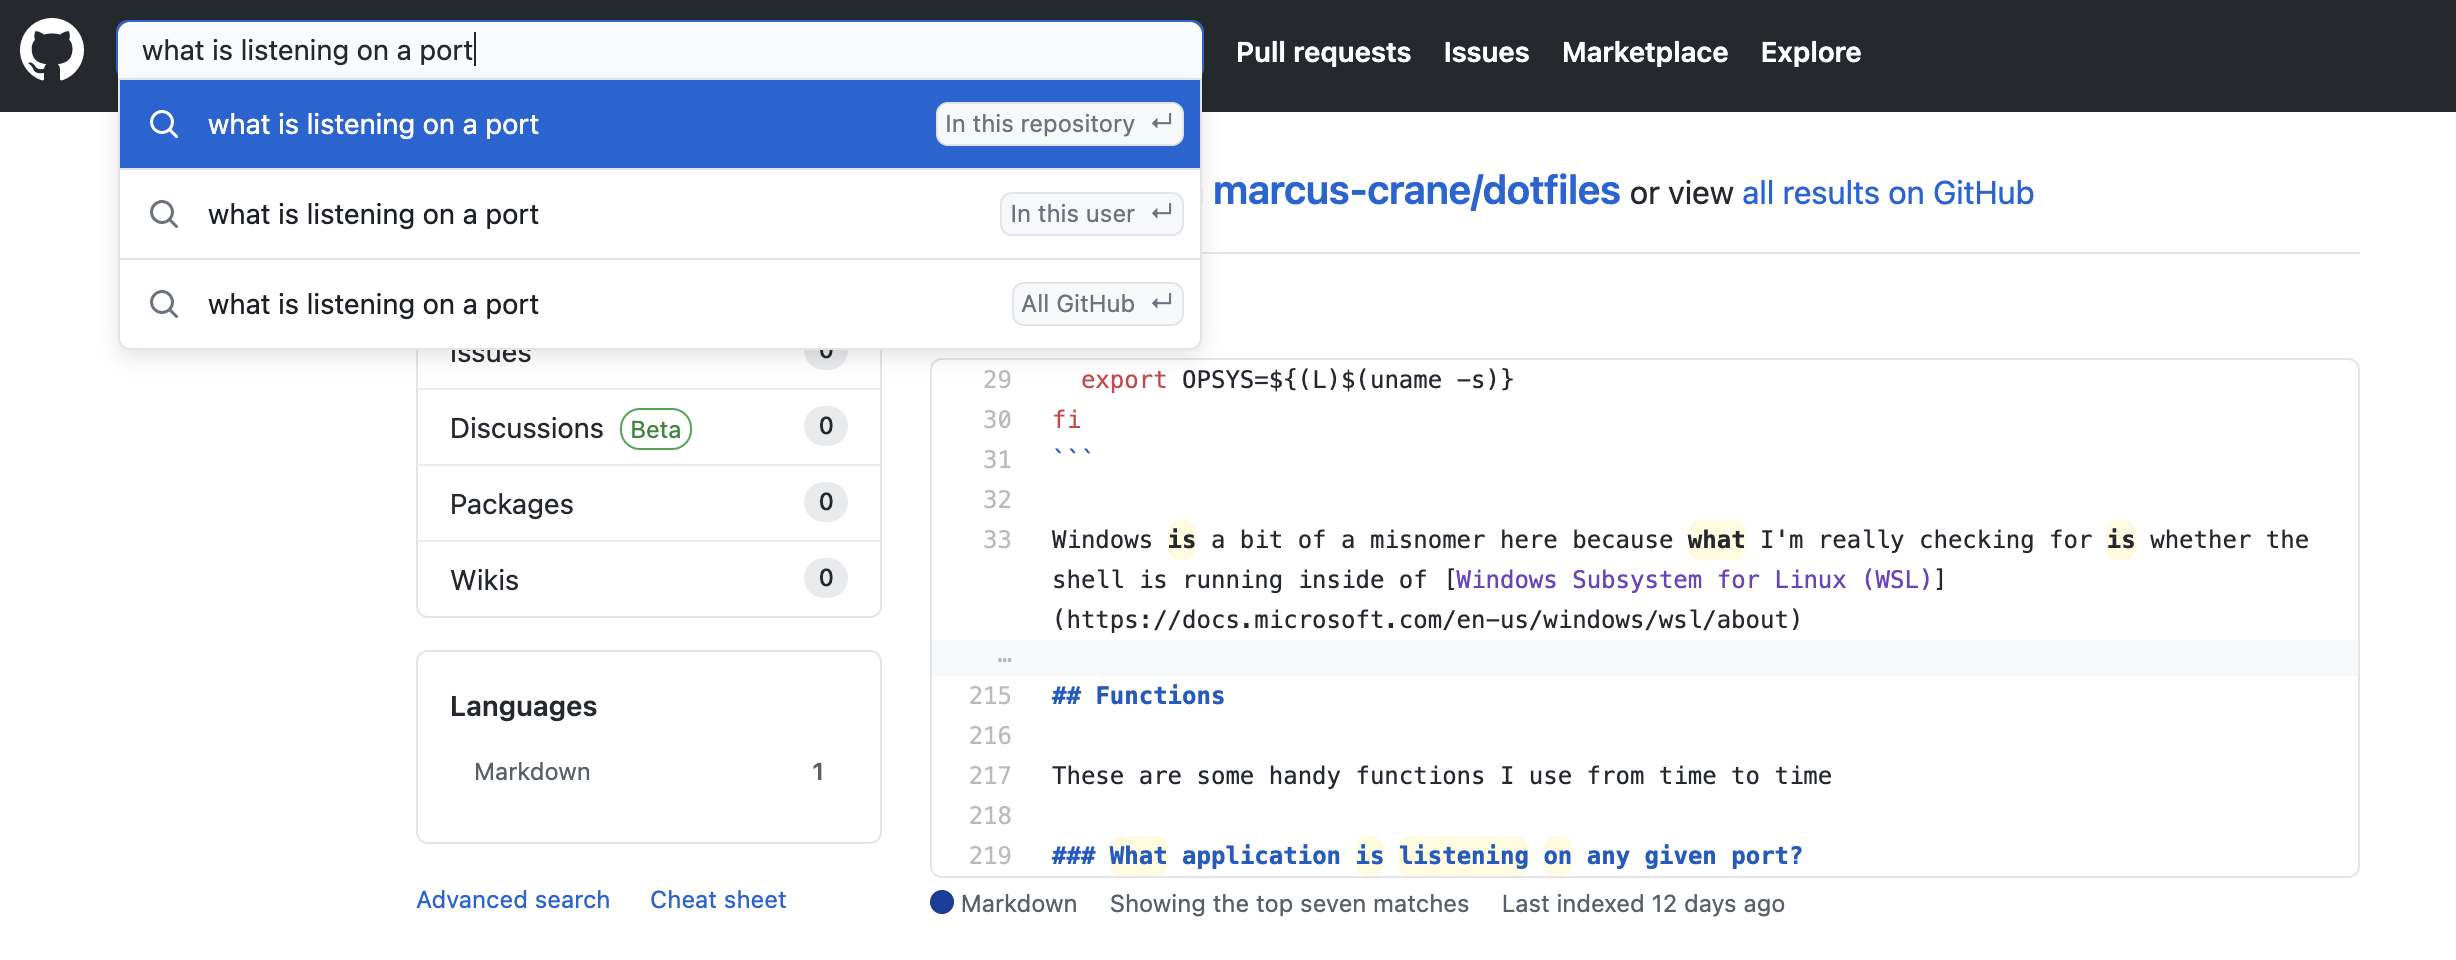 what is listening on a port
Pull requests Issues Marketplace Explore
what is listening on a port In this repository
what is listening on a port In this user
what is listening on a port All GitHub
marcus-crane/dotfiles or view all results on GitHub
Issues 0
Discussions Beta 0
Packages 0
Wikis 0
Languages
Markdown 1
Advanced search Cheat sheet
29 export OPSYS=${(L)$(uname -s)}
30 fi
31 ```
32
33 Windows is a bit of a misnomer here because what I'm really checking for is whether the
shell is running inside of [Windows Subsystem for Linux (WSL)]
(https://docs.microsoft.com/en-us/windows/wsl/about)
…
215 ## Functions
216
217 These are some handy functions I use from time to time
218
219 ### What application is listening on any given port?
Markdown Showing the top seven matches Last indexed 12 days ago